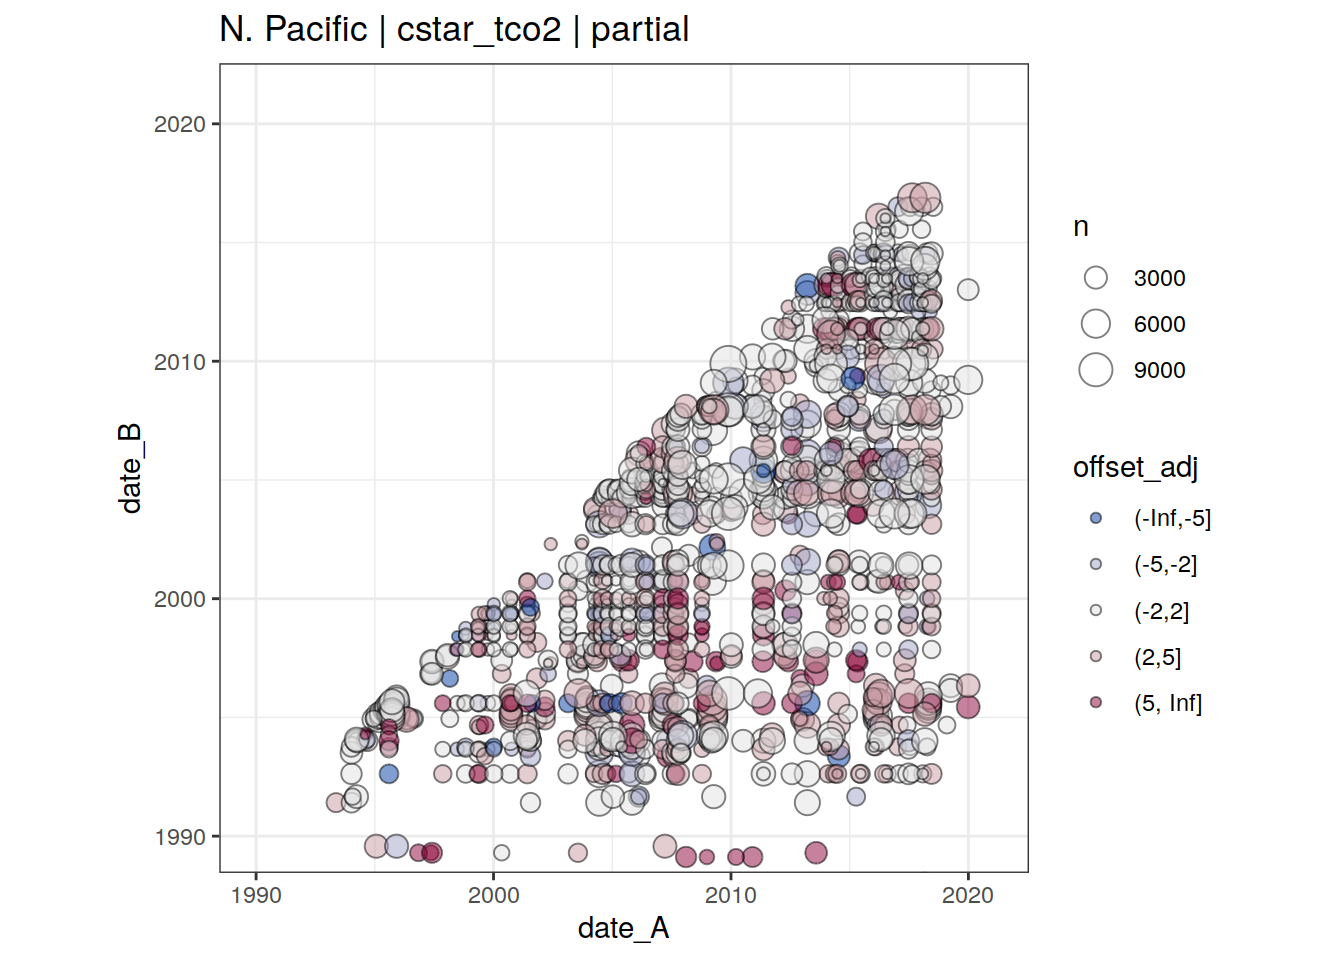 N. Pacific | cstar_tco2 | partial
2020
2010
2000
1990
date_B
1990
2000
2010
2020
date_A
n
3000
6000
9000
offset_adj
(-Inf,-5]
(-5,-2]
(-2,2]
(2,5]
(5, Inf]